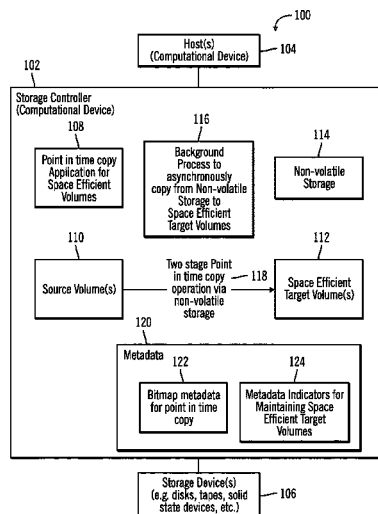 100
Host(s)
(Computational Device)
104
102
Storage Controller
(Computational Device)
108
Point in time copy
Application for
Space Efficient
Volumes
116
Background
Process to
asynchronously
copy from Non-volatile
Storage to
Space Efficient
Target Volumes
114
Non-volatile
Storage
110
Source Volume(s)
Two stage Point
in time copy
operation via
non-volatile
storage
118
112
Space Efficient
Target Volume(s)
120
Metadata
122
Bitmap metadata
for point in time
copy
124
Metadata Indicators for
Maintaining Space
Efficient Target
Volumes
Storage Device(s)
(e.g. disks, tapes, solid
state devices, etc.)
106